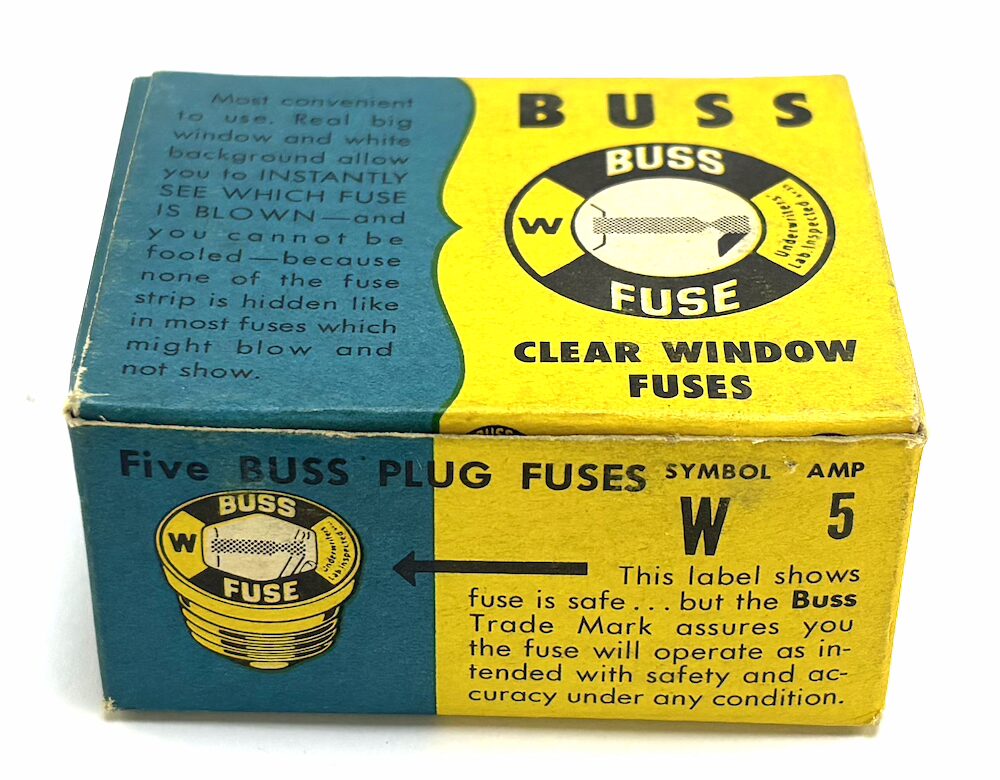 Most convenient
to use. Real big
window and white
background allow
you to INSTANTLY
SEE WHICH FUSE
IS BLOWN—and
you cannot be
fooled—because
none of the fuse
strip is hidden like
in most fuses which
might blow and
not show.
BUSS
BUSS
W
Underwriters'
Lab. Inspected
FUSE
CLEAR WINDOW
FUSES
BUSS
Five BUSS PLUG FUSES
SYMBOL AMP
W 5
BUSS
W
Underwriters'
Lab. Inspected
FUSE
This label shows
fuse is safe... but the Buss
Trade Mark assures you
the fuse will operate as in-
tended with safety and ac-
curacy under any condition.